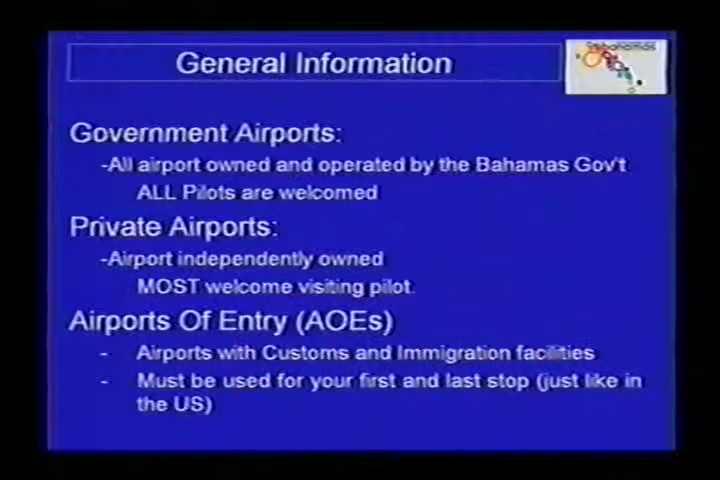 General Information
bahamas
Government Airports:
-All airport owned and operated by the Bahamas Gov't
ALL Pilots are welcomed
Private Airports:
-Airport independently owned
MOST welcome visiting pilot.
Airports Of Entry (AOEs)
- Airports with Customs and Immigration facilities
- Must be used for your first and last stop (just like in
the US)